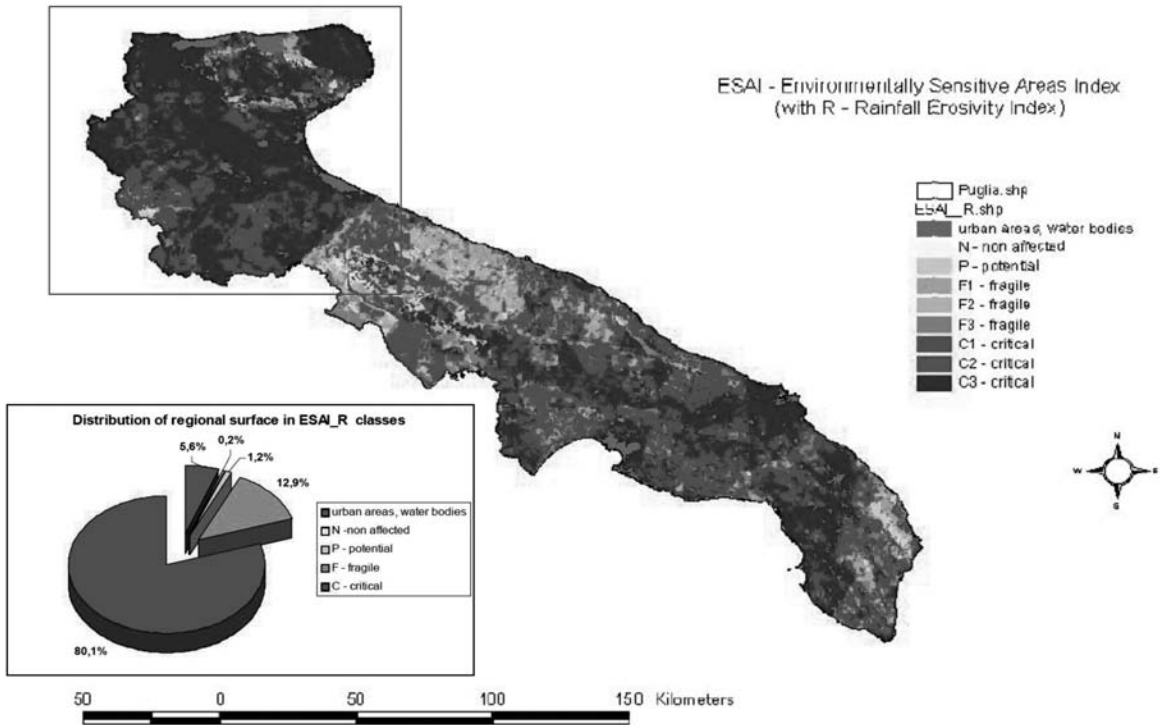 ESAI - Environmentally Sensitive Areas Index
(with R - Rainfall Erosivity Index)
Puglia.shp
ESAI_R.shp
urban areas, water bodies
N - non affected
P - potential
F1 - fragile
F2 - fragile
F3 - fragile
C1 - critical
C2 - critical
C3 - critical
N
W E
S
Distribution of regional surface in ESAI_R classes
5,6%
0,2%
1,2%
12,9%
80,1%
urban areas, water bodies
N -non affected
P - potential
F - fragile
C - critical
50 0 50 100 150 Kilometers